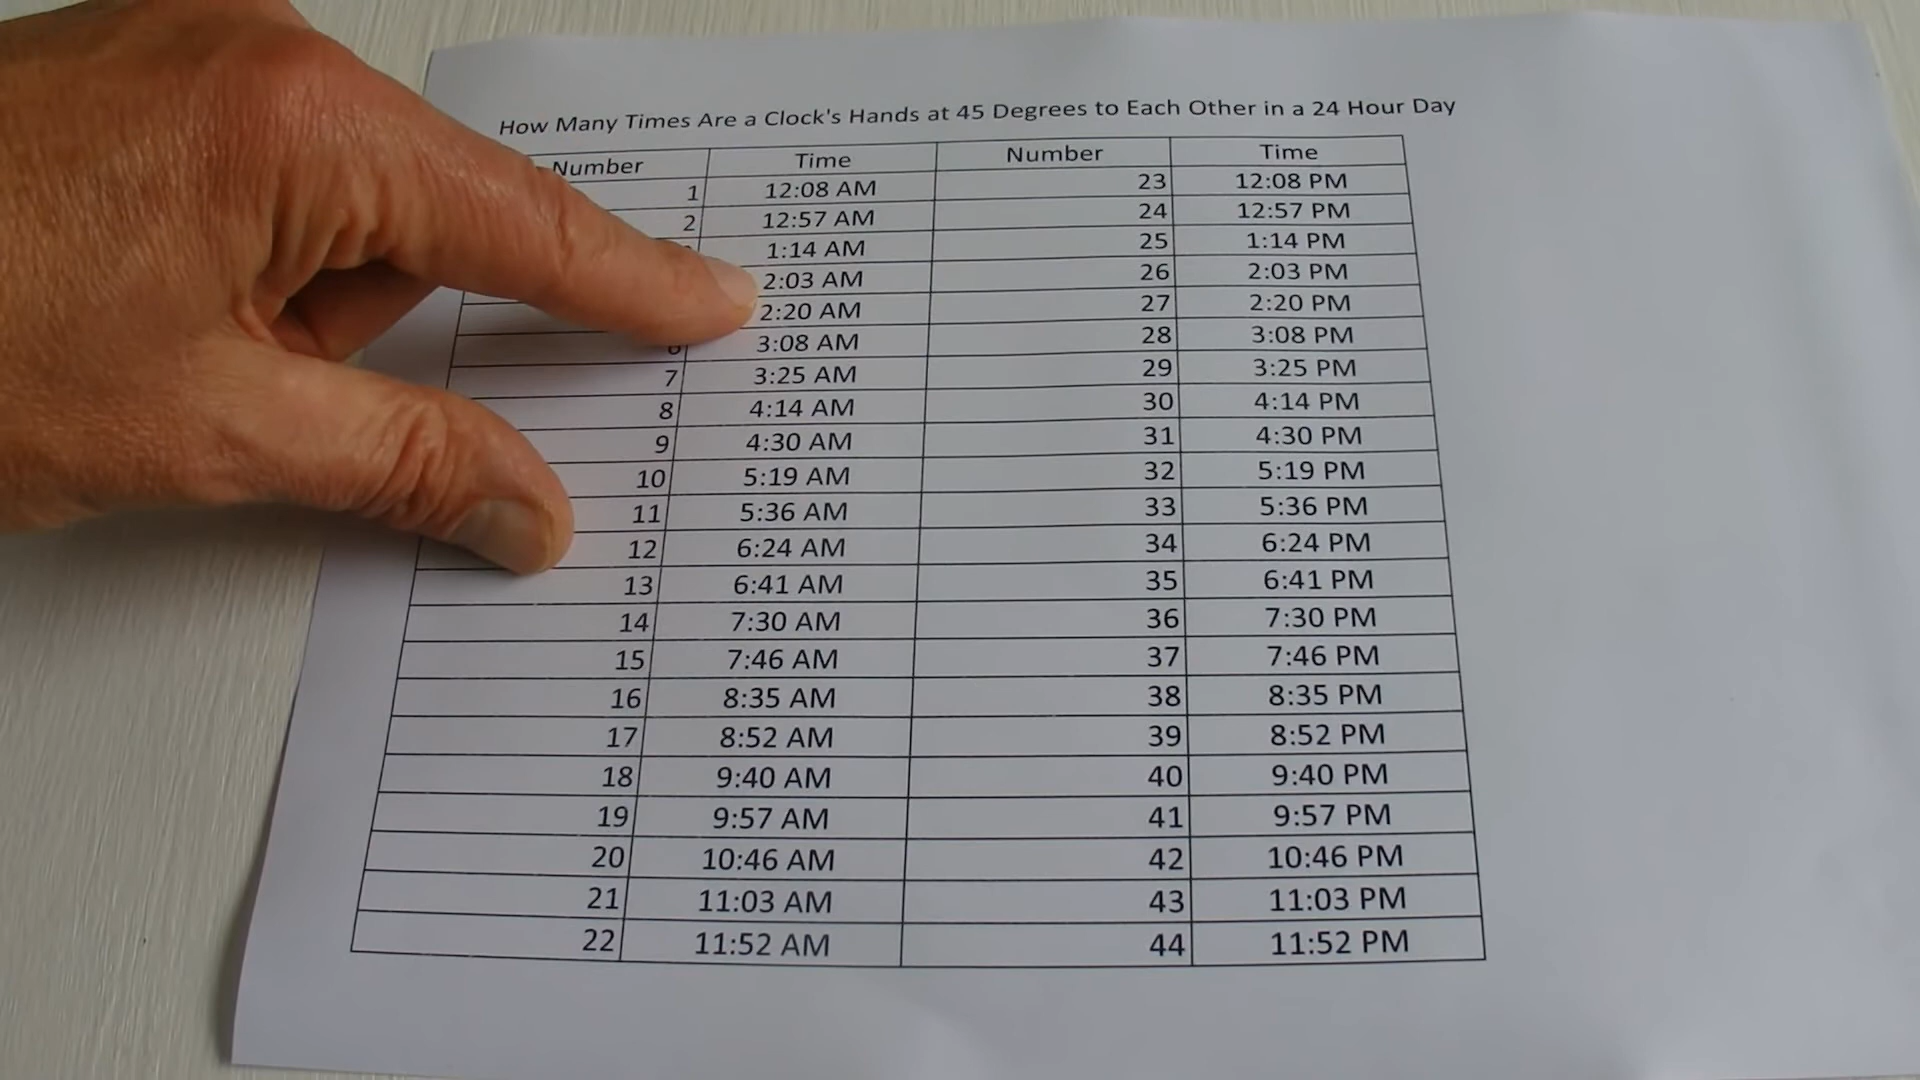 How Many Times Are a Clock's Hands at 45 Degrees to Each Other in a 24 Hour Day
Number Time Number Time
1 12:08 AM 23 12:08 PM
2 12:57 AM 24 12:57 PM
1:14 AM 25 1:14 PM
2:03 AM 26 2:03 PM
2:20 AM 27 2:20 PM
3:08 AM 28 3:08 PM
7 3:25 AM 29 3:25 PM
8 4:14 AM 30 4:14 PM
9 4:30 AM 31 4:30 PM
10 5:19 AM 32 5:19 PM
11 5:36 AM 33 5:36 PM
12 6:24 AM 34 6:24 PM
13 6:41 AM 35 6:41 PM
14 7:30 AM 36 7:30 PM
15 7:46 AM 37 7:46 PM
16 8:35 AM 38 8:35 PM
17 8:52 AM 39 8:52 PM
18 9:40 AM 40 9:40 PM
19 9:57 AM 41 9:57 PM
20 10:46 AM 42 10:46 PM
21 11:03 AM 43 11:03 PM
22 11:52 AM 44 11:52 PM